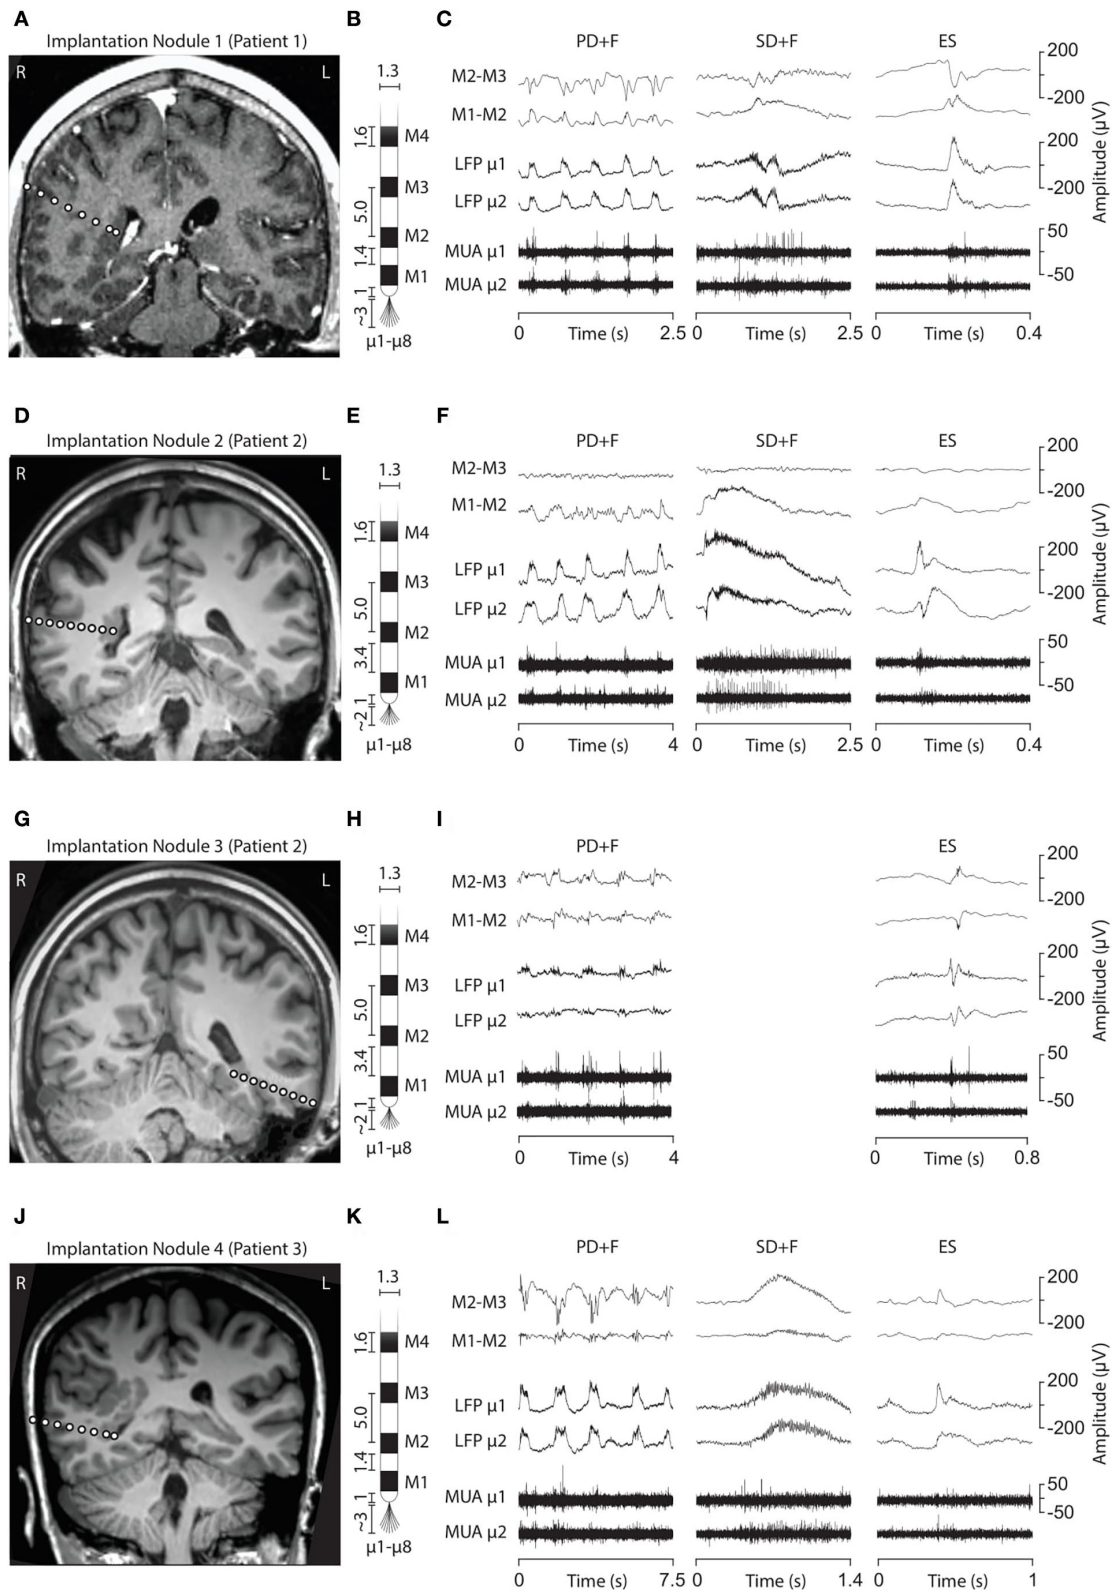 A
Implantation Nodule 1 (Patient 1)
R
L
B
1.3
1.6
M4
M3
5.0
M2
1.4
M1
1
~3
μ1-μ8
C
PD+F
SD+F
ES
M2-M3
M1-M2
LFP μ1
LFP μ2
MUA μ1
MUA μ2
200
-200
200
-200
50
-50
Amplitude (μV)
0 Time (s) 2.5
0 Time (s) 2.5
0 Time (s) 0.4
D
Implantation Nodule 2 (Patient 2)
R
L
E
1.3
1.6
M4
M3
5.0
M2
3.4
M1
1
~2
μ1-μ8
F
PD+F
SD+F
ES
M2-M3
M1-M2
LFP μ1
LFP μ2
MUA μ1
MUA μ2
200
-200
200
-200
50
-50
Amplitude (μV)
0 Time (s) 4
0 Time (s) 2.5
0 Time (s) 0.4
G
Implantation Nodule 3 (Patient 2)
R
L
H
1.3
1.6
M4
M3
5.0
M2
3.4
M1
1
~2
μ1-μ8
I
PD+F
ES
M2-M3
M1-M2
LFP μ1
LFP μ2
MUA μ1
MUA μ2
200
-200
200
-200
50
-50
Amplitude (μV)
0 Time (s) 4
0 Time (s) 0.8
J
Implantation Nodule 4 (Patient 3)
R
L
K
1.3
1.6
M4
M3
5.0
M2
1.4
M1
1
~3
μ1-μ8
L
PD+F
SD+F
ES
M2-M3
M1-M2
LFP μ1
LFP μ2
MUA μ1
MUA μ2
200
-200
200
-200
50
-50
Amplitude (μV)
0 Time (s) 7.5
0 Time (s) 1.4
0 Time (s) 1